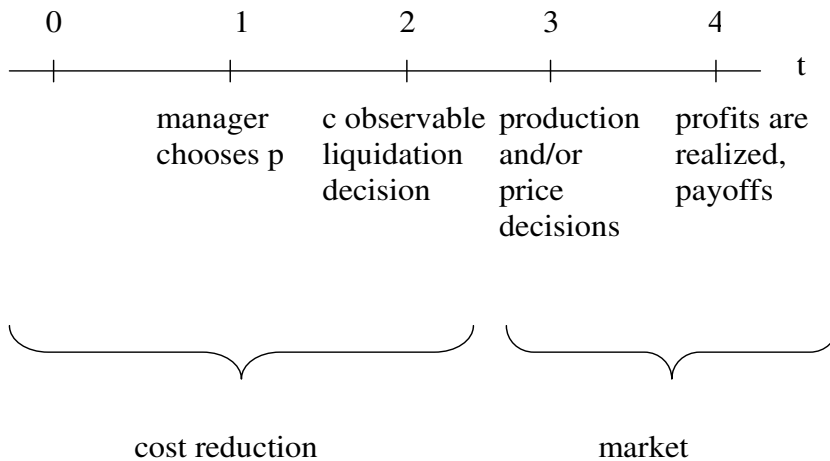 0 1 2 3 4
t
manager c observable production profits are
chooses p liquidation and/or realized,
decision price payoffs
decisions
cost reduction market